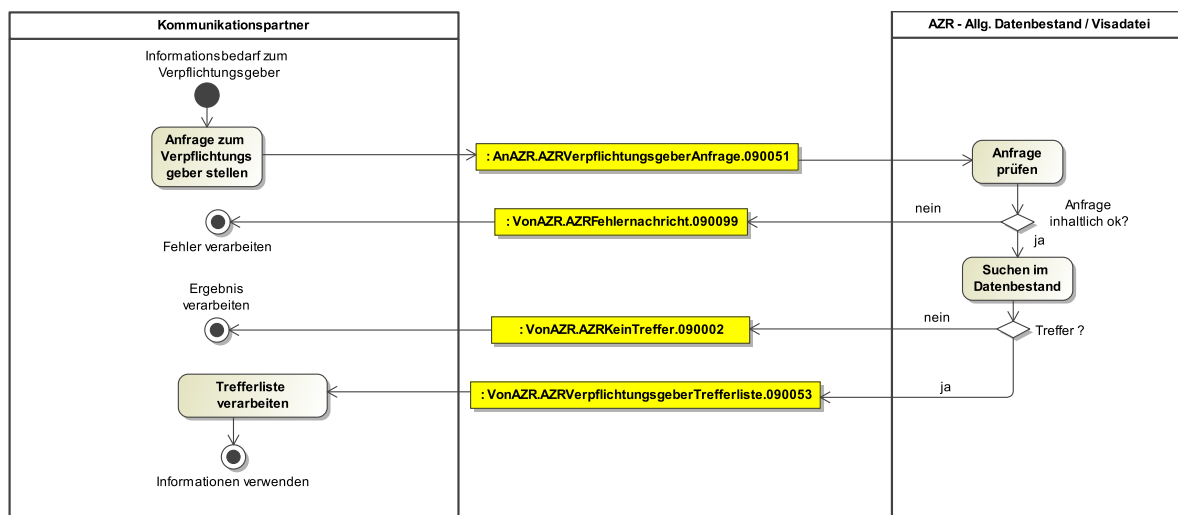 Kommunikationspartner
AZR - Allg. Datenbestand / Visadatei
Informationsbedarf zum
Verpflichtungsgeber
Anfrage zum
Verpflichtungs
geber stellen
: AnAZR.AZRVerpflichtungsgeberAnfrage.090051
Anfrage
prüfen
Fehler verarbeiten
: VonAZR.AZRFehlernachricht.090099
nein
Anfrage
inhaltlich ok?
ja
Suchen im
Datenbestand
Ergebnis
verarbeiten
: VonAZR.AZRKeinTreffer.090002
nein
Treffer ?
Trefferliste
verarbeiten
: VonAZR.AZRVerpflichtungsgeberTrefferliste.090053
ja
Informationen verwenden